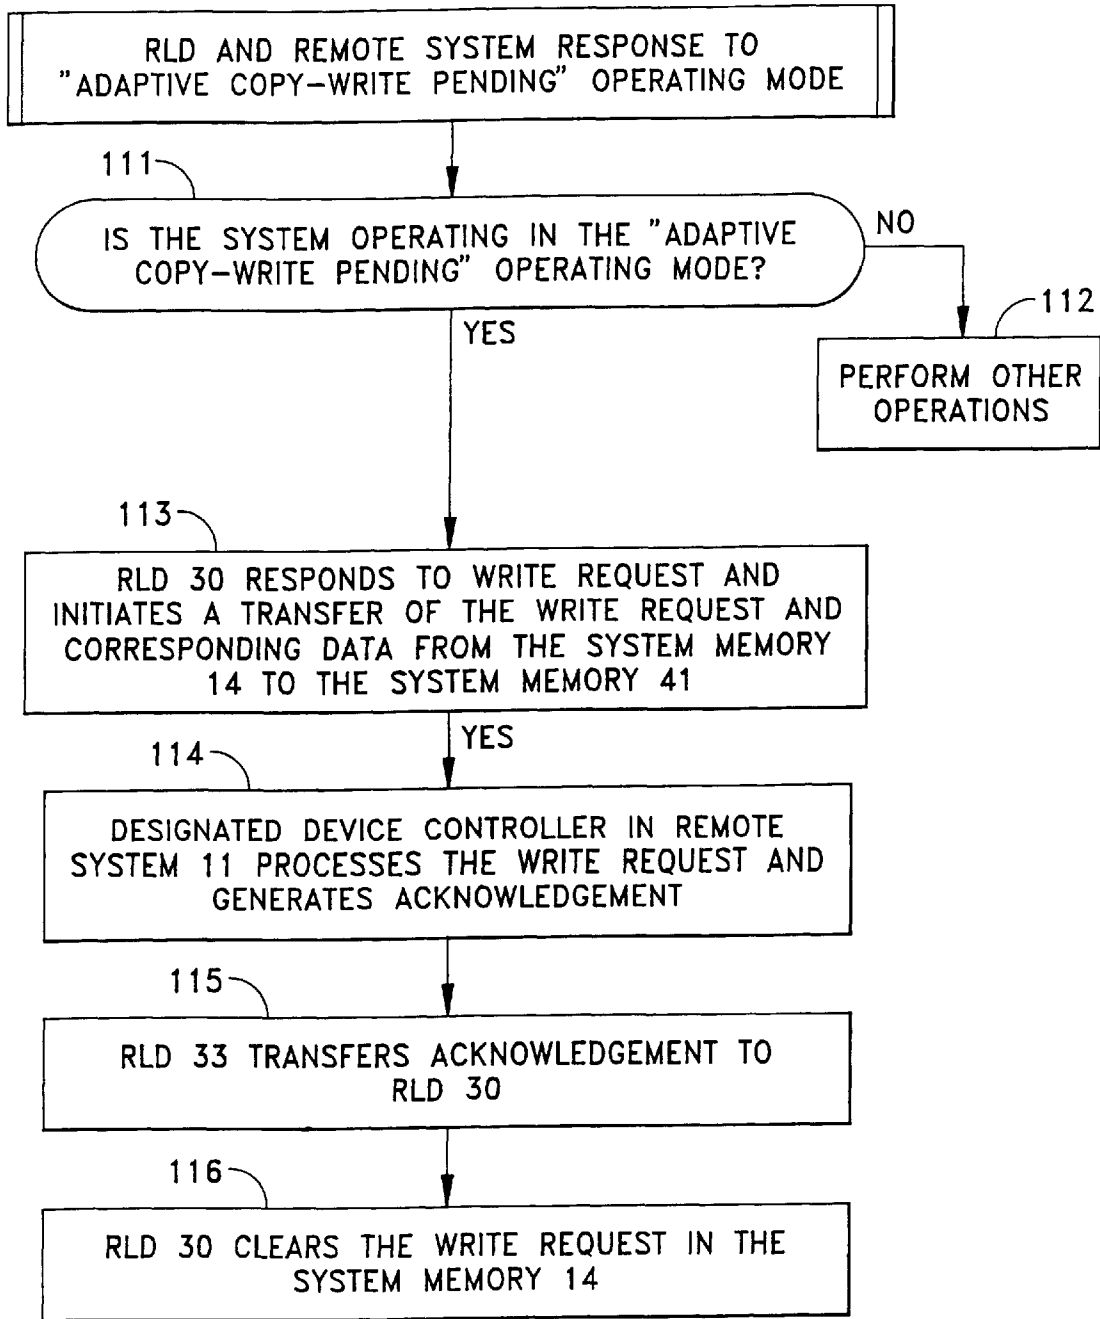 RLD AND REMOTE SYSTEM RESPONSE TO
"ADAPTIVE COPY-WRITE PENDING" OPERATING MODE
111
IS THE SYSTEM OPERATING IN THE "ADAPTIVE
COPY-WRITE PENDING" OPERATING MODE?
NO
YES
112
PERFORM OTHER
OPERATIONS
113
RLD 30 RESPONDS TO WRITE REQUEST AND
INITIATES A TRANSFER OF THE WRITE REQUEST AND
CORRESPONDING DATA FROM THE SYSTEM MEMORY
14 TO THE SYSTEM MEMORY 41
YES
114
DESIGNATED DEVICE CONTROLLER IN REMOTE
SYSTEM 11 PROCESSES THE WRITE REQUEST AND
GENERATES ACKNOWLEDGEMENT
115
RLD 33 TRANSFERS ACKNOWLEDGEMENT TO
RLD 30
116
RLD 30 CLEARS THE WRITE REQUEST IN THE
SYSTEM MEMORY 14